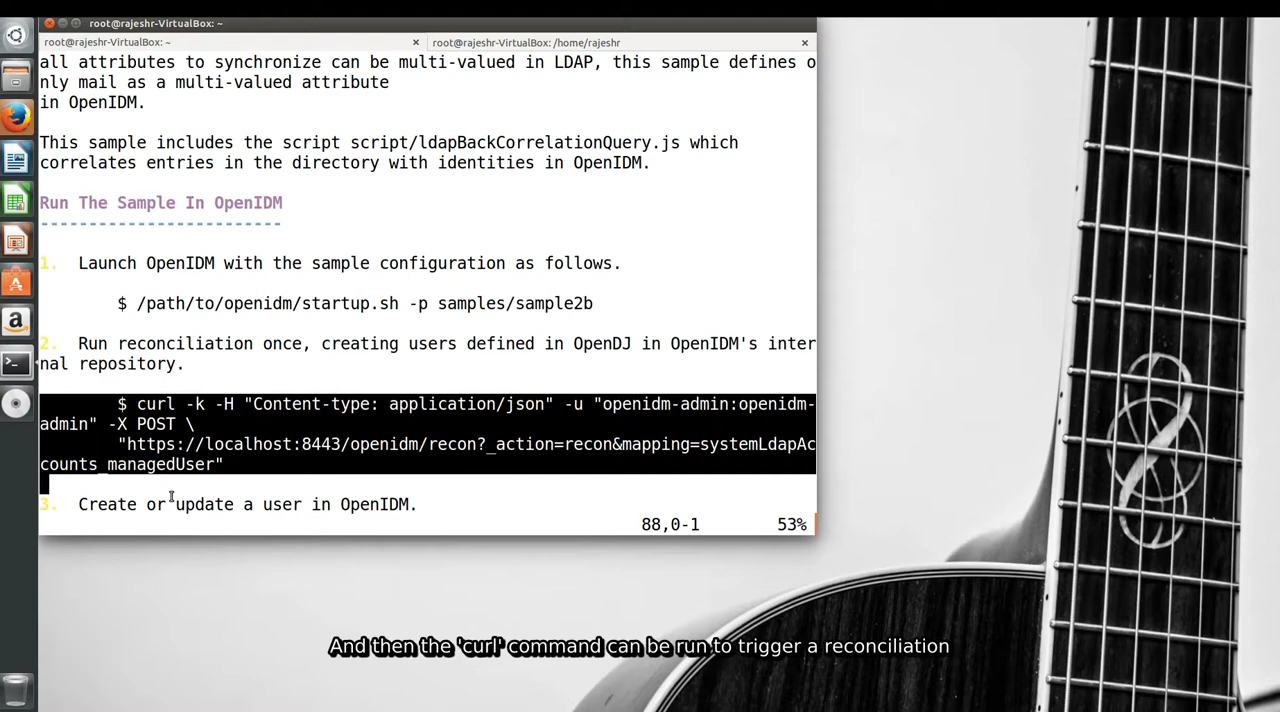 root@rajeshr-VirtualBox: ~
root@rajeshr-VirtualBox: ~
root@rajeshr-VirtualBox: /home/rajeshr
all attributes to synchronize can be multi-valued in LDAP, this sample defines o
nly mail as a multi-valued attribute
in OpenIDM.
This sample includes the script script/ldapBackCorrelationQuery.js which
correlates entries in the directory with identities in OpenIDM.
Run The Sample In OpenIDM
-------------------------
1.  Launch OpenIDM with the sample configuration as follows.
$ /path/to/openidm/startup.sh -p samples/sample2b
2.  Run reconciliation once, creating users defined in OpenDJ in OpenIDM's inter
nal repository.
$ curl -k -H "Content-type: application/json" -u "openidm-admin:openidm-
admin" -X POST \
"https://localhost:8443/openidm/recon?_action=recon&mapping=systemLdapAc
counts_managedUser"
3.  Create or update a user in OpenIDM.
88,0-1 53%
And then the 'curl' command can be run to trigger a reconciliation